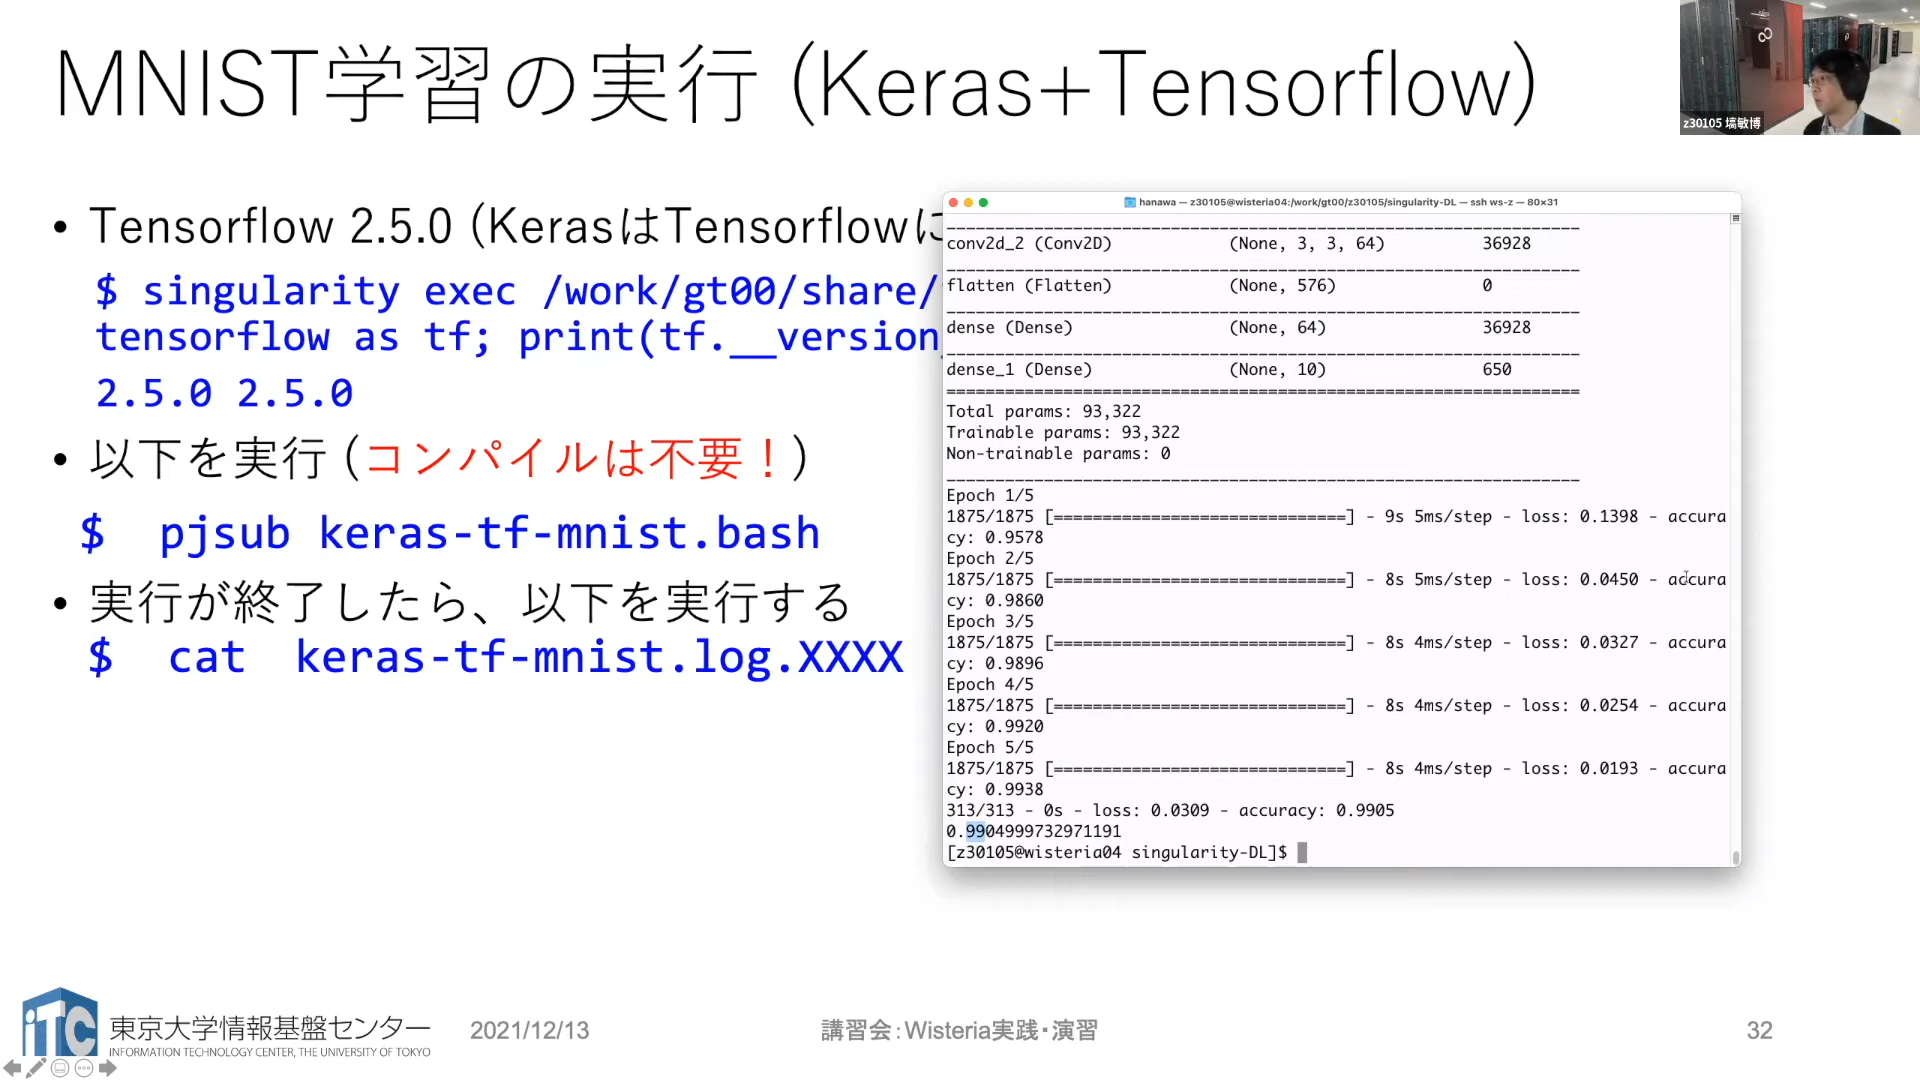 MNIST学習の実行 (Keras+Tensorflow)
z30105 塙敏博
• Tensorflow 2.5.0 (KerasはTensorflowに
$ singularity exec /work/gt00/share/
tensorflow as tf; print(tf.__version_
2.5.0 2.5.0
• 以下を実行 (コンパイルは不要！)
$ pjsub keras-tf-mnist.bash
• 実行が終了したら、以下を実行する
$ cat keras-tf-mnist.log.XXXX
hanawa — z30105@wisteria04:/work/gt00/z30105/singularity-DL — ssh ws-z — 80×31
_________________________________________________________________
conv2d_2 (Conv2D) (None, 3, 3, 64) 36928
_________________________________________________________________
flatten (Flatten) (None, 576) 0
_________________________________________________________________
dense (Dense) (None, 64) 36928
_________________________________________________________________
dense_1 (Dense) (None, 10) 650
=================================================================
Total params: 93,322
Trainable params: 93,322
Non-trainable params: 0
_________________________________________________________________
Epoch 1/5
1875/1875 [==============================] - 9s 5ms/step - loss: 0.1398 - accura
cy: 0.9578
Epoch 2/5
1875/1875 [==============================] - 8s 5ms/step - loss: 0.0450 - accura
cy: 0.9860
Epoch 3/5
1875/1875 [==============================] - 8s 4ms/step - loss: 0.0327 - accura
cy: 0.9896
Epoch 4/5
1875/1875 [==============================] - 8s 4ms/step - loss: 0.0254 - accura
cy: 0.9920
Epoch 5/5
1875/1875 [==============================] - 8s 4ms/step - loss: 0.0193 - accura
cy: 0.9938
313/313 - 0s - loss: 0.0309 - accuracy: 0.9905
0.9904999732971191
[z30105@wisteria04 singularity-DL]$
iTC
東京大学情報基盤センター
INFORMATION TECHNOLOGY CENTER, THE UNIVERSITY OF TOKYO
2021/12/13
講習会：Wisteria実践・演習
32